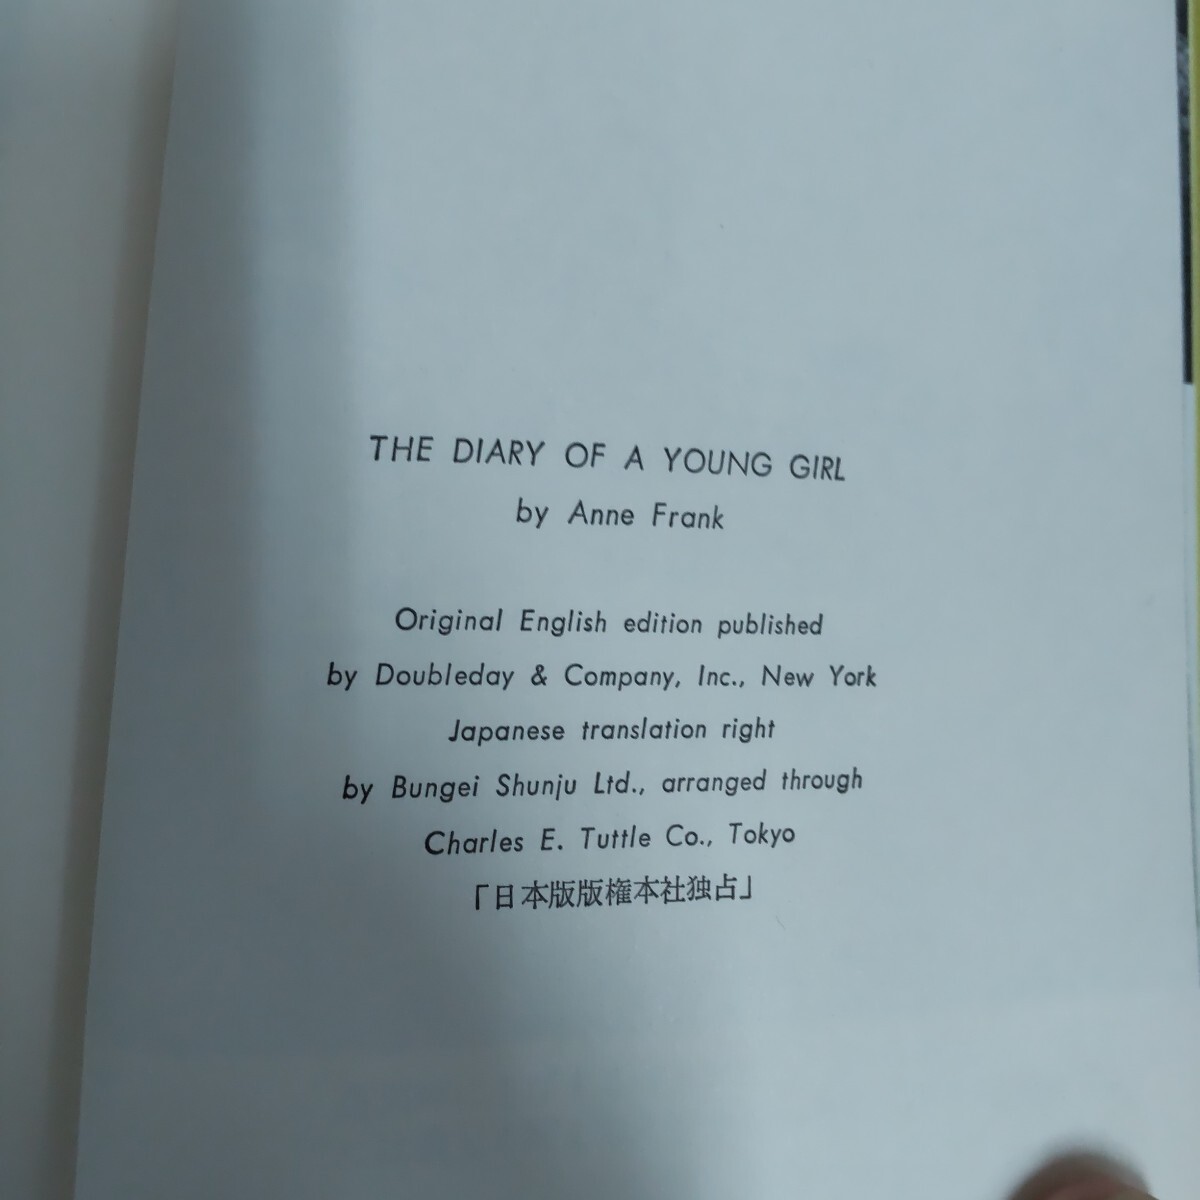 THE DIARY OF A YOUNG GIRL
by Anne Frank
Original English edition published
by Doubleday & Company, Inc., New York
Japanese translation right
by Bungei Shunju Ltd., arranged through
Charles E. Tuttle Co., Tokyo
「日本版版権本社独占」